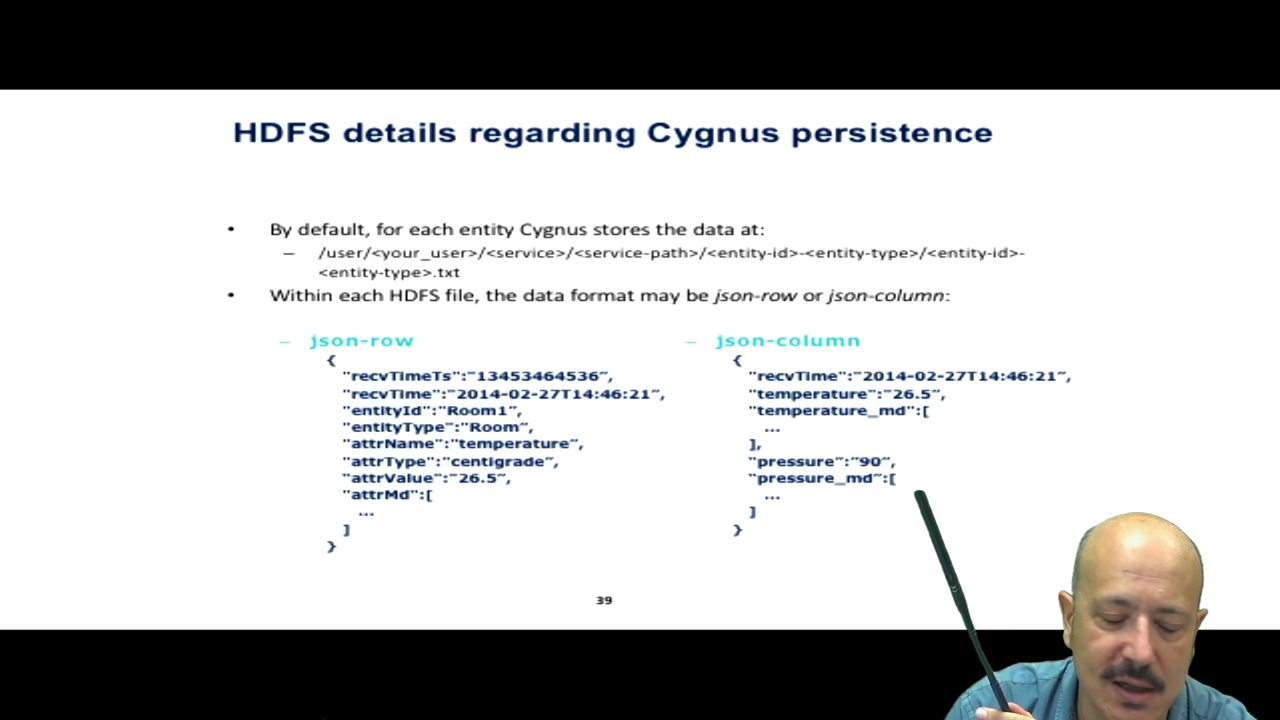 HDFS details regarding Cygnus persistence
• By default, for each entity Cygnus stores the data at:
– /user/<your_user>/<service>/<service-path>/<entity-id>-<entity-type>/<entity-id>-
<entity-type>.txt
• Within each HDFS file, the data format may be json-row or json-column:
– json-row
{
"recvTimeTs":"13453464536",
"recvTime":"2014-02-27T14:46:21",
"entityId":"Room1",
"entityType":"Room",
"attrName":"temperature",
"attrType":"centigrade",
"attrValue":"26.5",
"attrMd":[
...
]
}
– json-column
{
"recvTime":"2014-02-27T14:46:21",
"temperature":"26.5",
"temperature_md":[
...
],
"pressure":"90",
"pressure_md":[
...
]
}
39